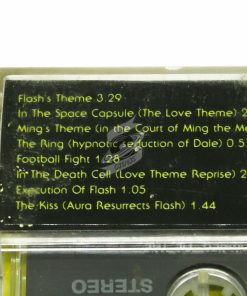 Flash's Theme 3.29
In The Space Capsule (The Love Theme) 2
Ming's Theme (in the Court of Ming the Me
The Ring (hypnotic seduction of Dale) 0.5
Football Fight 1.28
In The Death Cell (Love Theme Reprise) 2
Execution Of Flash 1.05
The Kiss (Aura Resurrects Flash) 1.44
STEREO